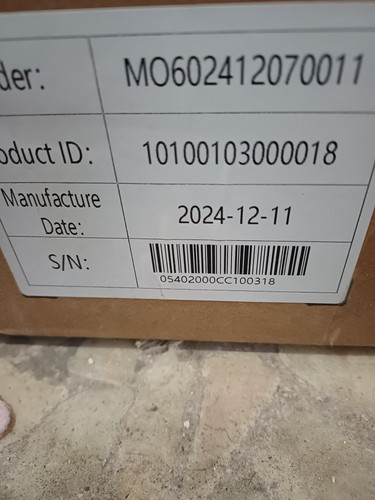 der: MO602412070011
oduct ID: 10100103000018
Manufacture
Date: 2024-12-11
S/N:
05402000CC100318